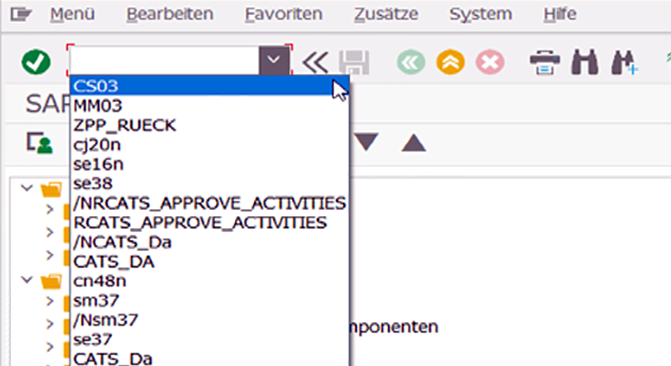 Menü Bearbeiten Favoriten Zusätze System Hilfe
SAP
CS03
MM03
ZPP_RUECK
cj20n
se16n
se38
/NRCATS_APPROVE_ACTIVITIES
RCATS_APPROVE_ACTIVITIES
/NCATS_Da
CATS_DA
cn48n
sm37
/Nsm37
mponenten
se37
CATS_Da